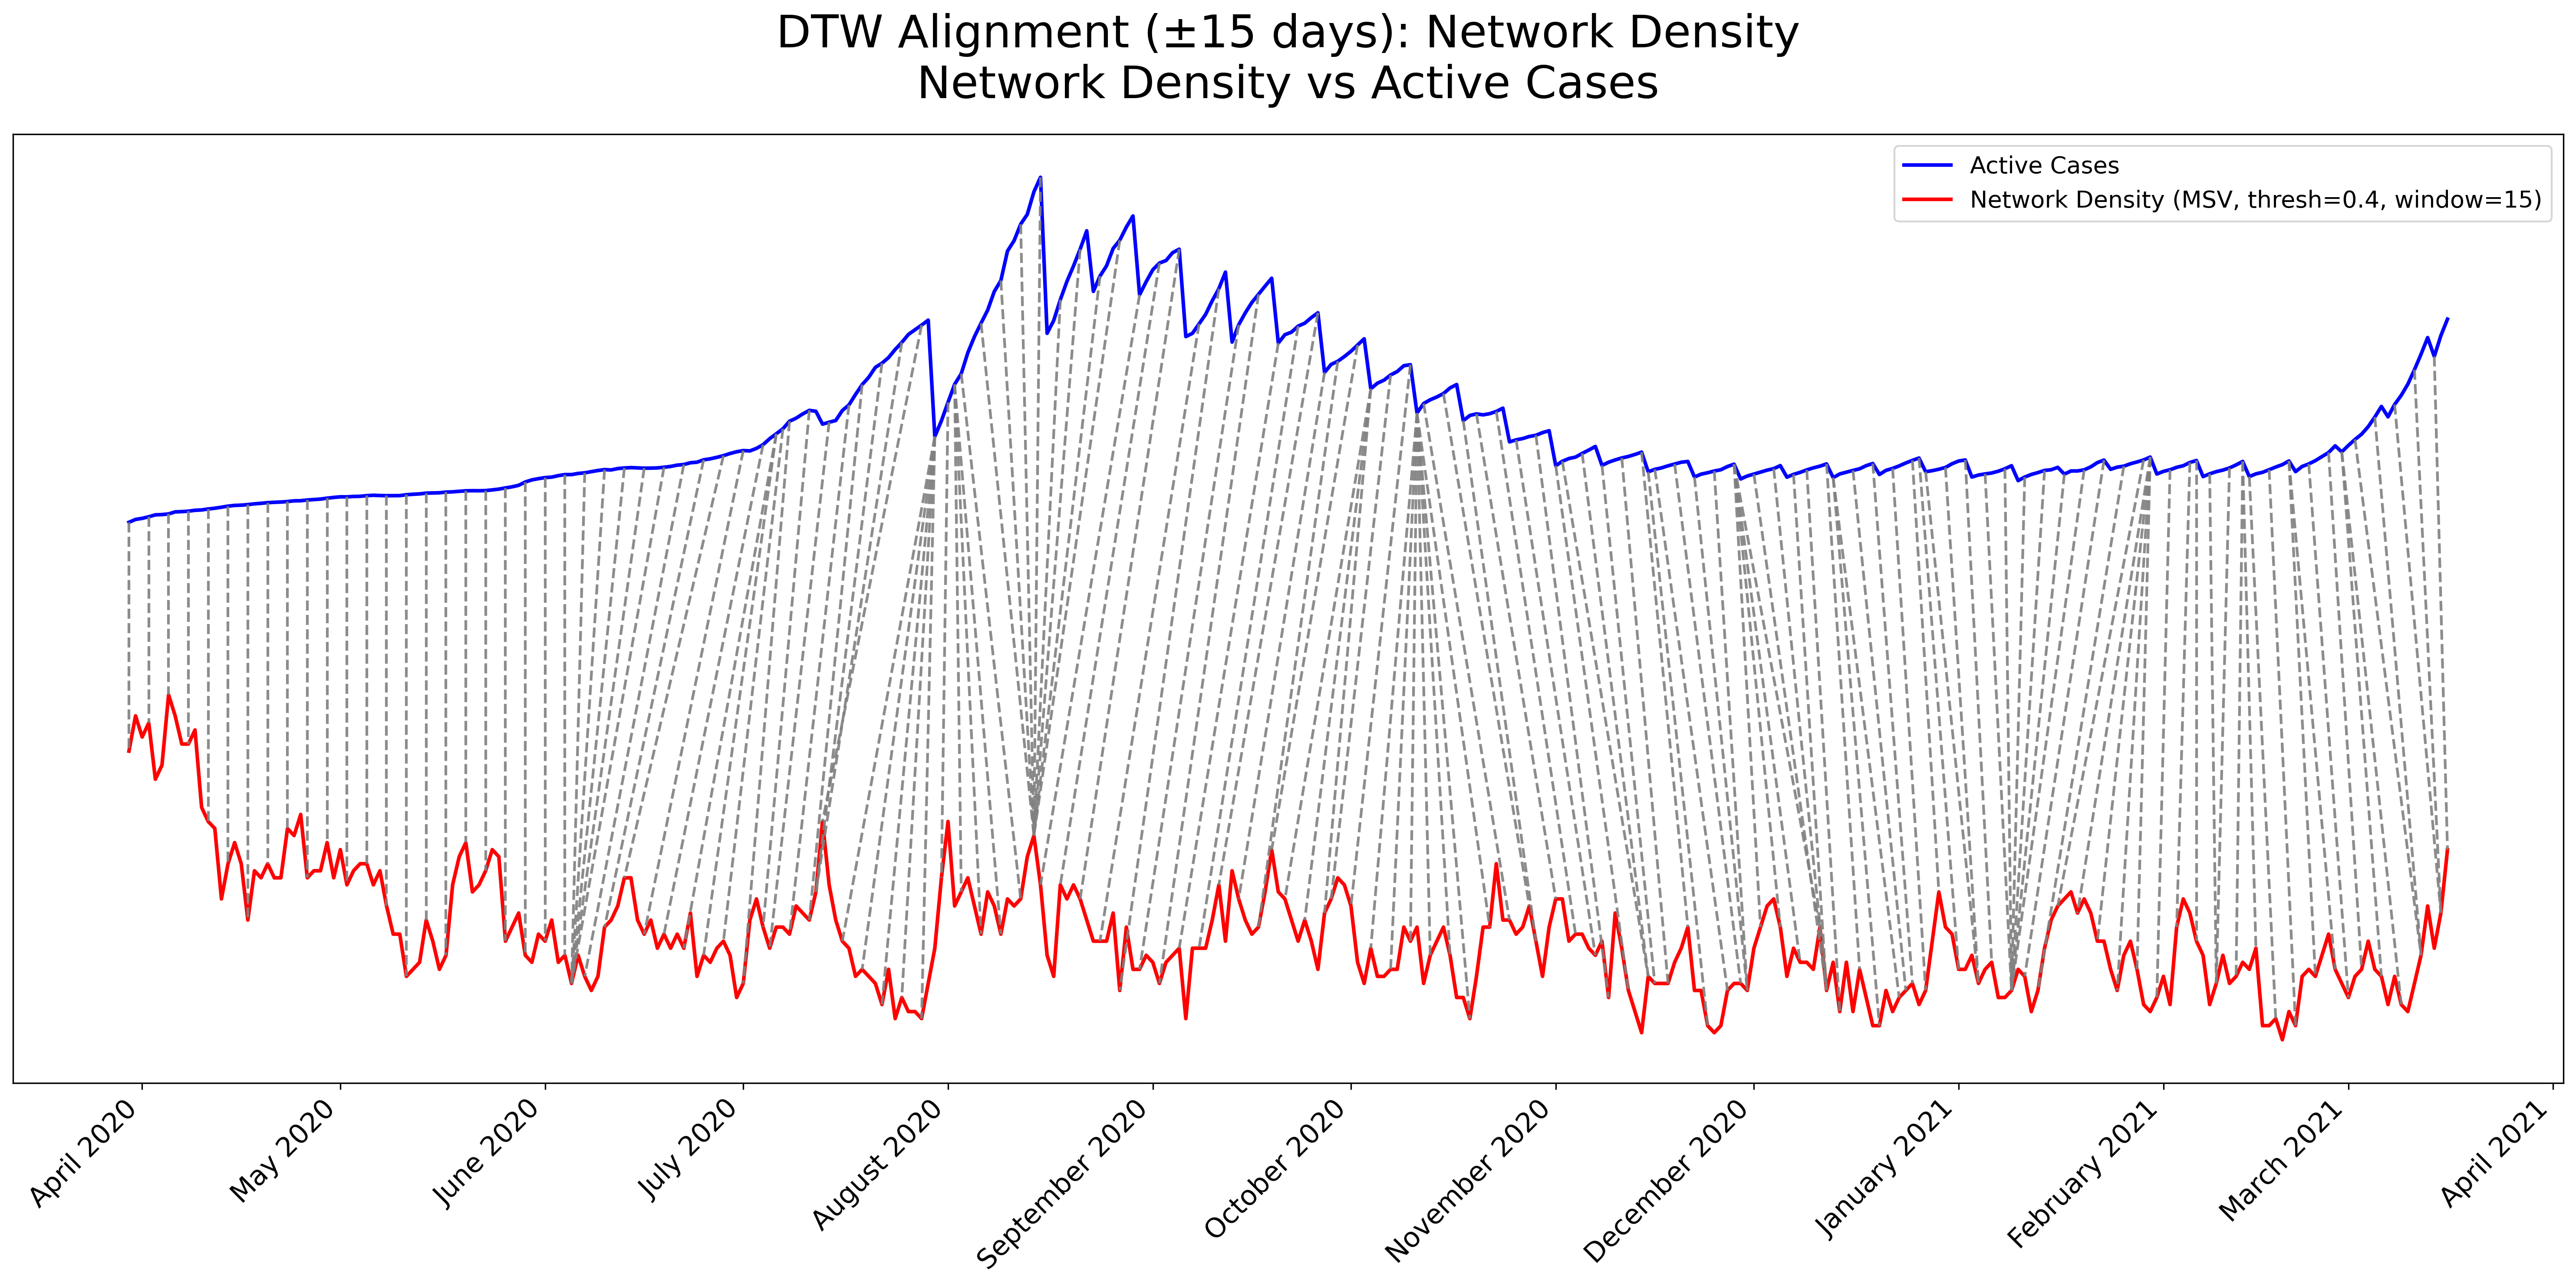 DTW Alignment (±15 days): Network Density
Network Density vs Active Cases
Active Cases
Network Density (MSV, thresh=0.4, window=15)
April 2020
May 2020
June 2020
July 2020
August 2020
September 2020
October 2020
November 2020
December 2020
January 2021
February 2021
March 2021
April 2021